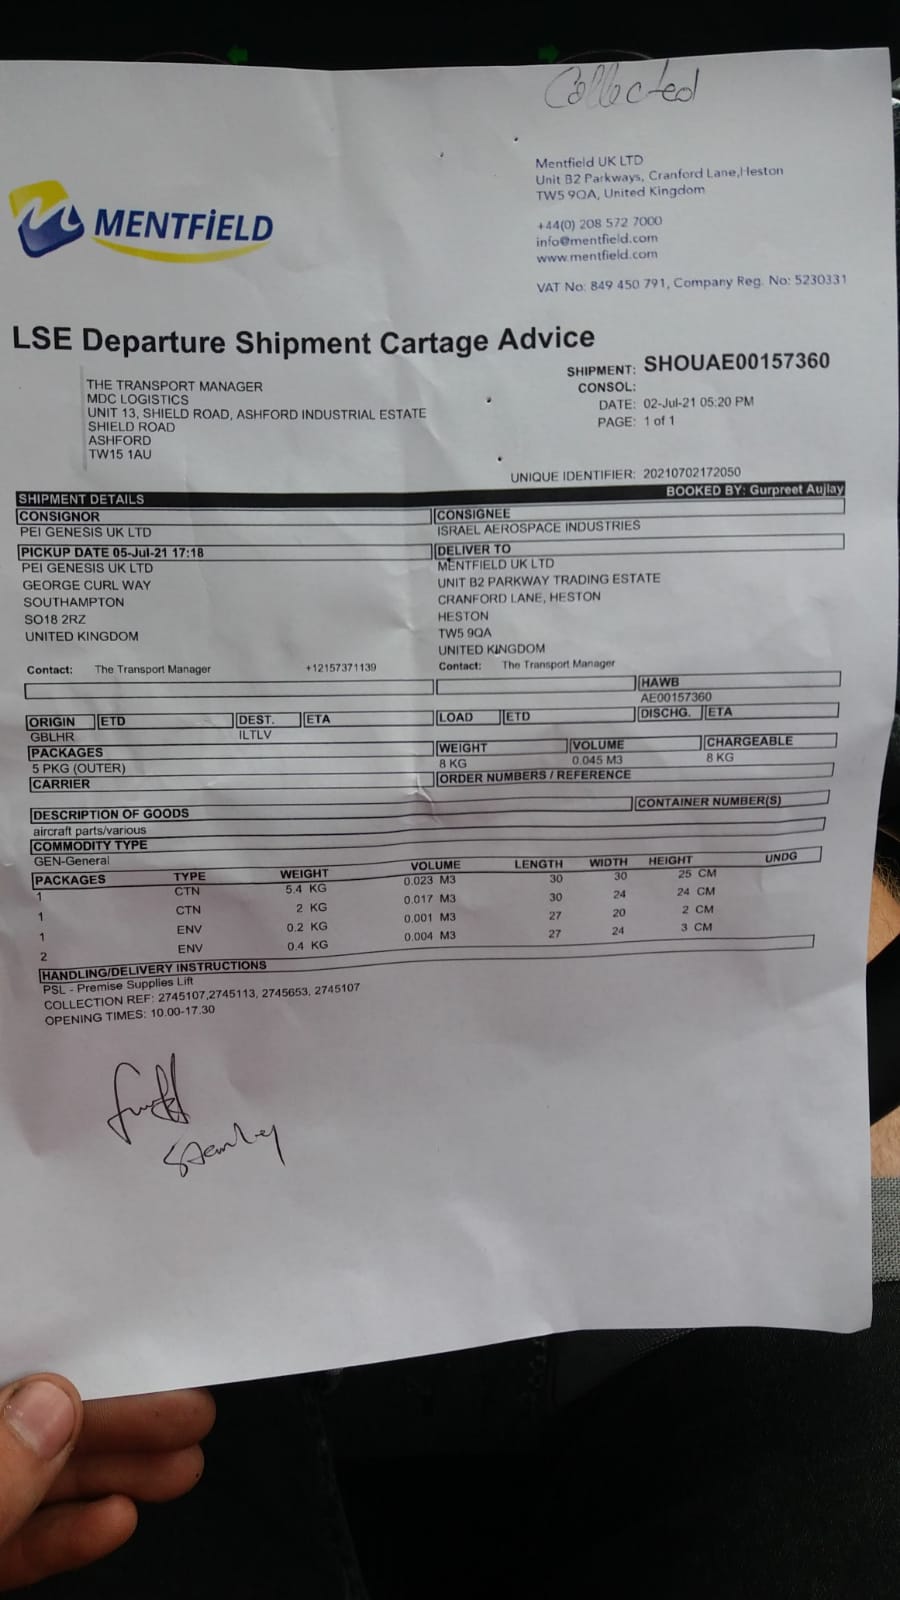 Collected
Mentfield UK LTD
Unit B2 Parkways, Cranford Lane,Heston
TW5 9QA, United Kingdom
+44(0) 208 572 7000
info@mentfield.com
www.mentfield.com
VAT No: 849 450 791, Company Reg. No: 5230331
MENTFiELD
LSE Departure Shipment Cartage Advice
SHIPMENT: SHOUAE00157360
CONSOL:
DATE: 02-Jul-21 05:20 PM
PAGE: 1 of 1
THE TRANSPORT MANAGER
MDC LOGISTICS
UNIT 13, SHIELD ROAD, ASHFORD INDUSTRIAL ESTATE
SHIELD ROAD
ASHFORD
TW15 1AU
UNIQUE IDENTIFIER: 20210702172050
SHIPMENT DETAILS BOOKED BY: Gurpreet Aujlay
CONSIGNOR CONSIGNEE
PEI GENESIS UK LTD ISRAEL AEROSPACE INDUSTRIES
PICKUP DATE 05-Jul-21 17:18 DELIVER TO
PEI GENESIS UK LTD MENTFIELD UK LTD
GEORGE CURL WAY UNIT B2 PARKWAY TRADING ESTATE
SOUTHAMPTON CRANFORD LANE, HESTON
SO18 2RZ HESTON
UNITED KINGDOM TW5 9QA
UNITED KINGDOM
Contact: The Transport Manager +12157371139 Contact: The Transport Manager
HAWB
AE00157360
ORIGIN ETD DEST. ETA LOAD ETD DISCHG. ETA
GBLHR ILTLV
PACKAGES WEIGHT VOLUME CHARGEABLE
5 PKG (OUTER) 8 KG 0.045 M3 8 KG
CARRIER ORDER NUMBERS / REFERENCE
DESCRIPTION OF GOODS CONTAINER NUMBER(S)
aircraft parts/various
COMMODITY TYPE
GEN-General
PACKAGES TYPE WEIGHT VOLUME LENGTH WIDTH HEIGHT UNDG
1 CTN 5.4 KG 0.023 M3 30 30 25 CM
1 CTN 2 KG 0.017 M3 30 24 24 CM
1 ENV 0.2 KG 0.001 M3 27 20 2 CM
2 ENV 0.4 KG 0.004 M3 27 24 3 CM
HANDLING/DELIVERY INSTRUCTIONS
PSL - Premise Supplies Lift
COLLECTION REF: 2745107,2745113, 2745653, 2745107
OPENING TIMES: 10.00-17.30
Stanley